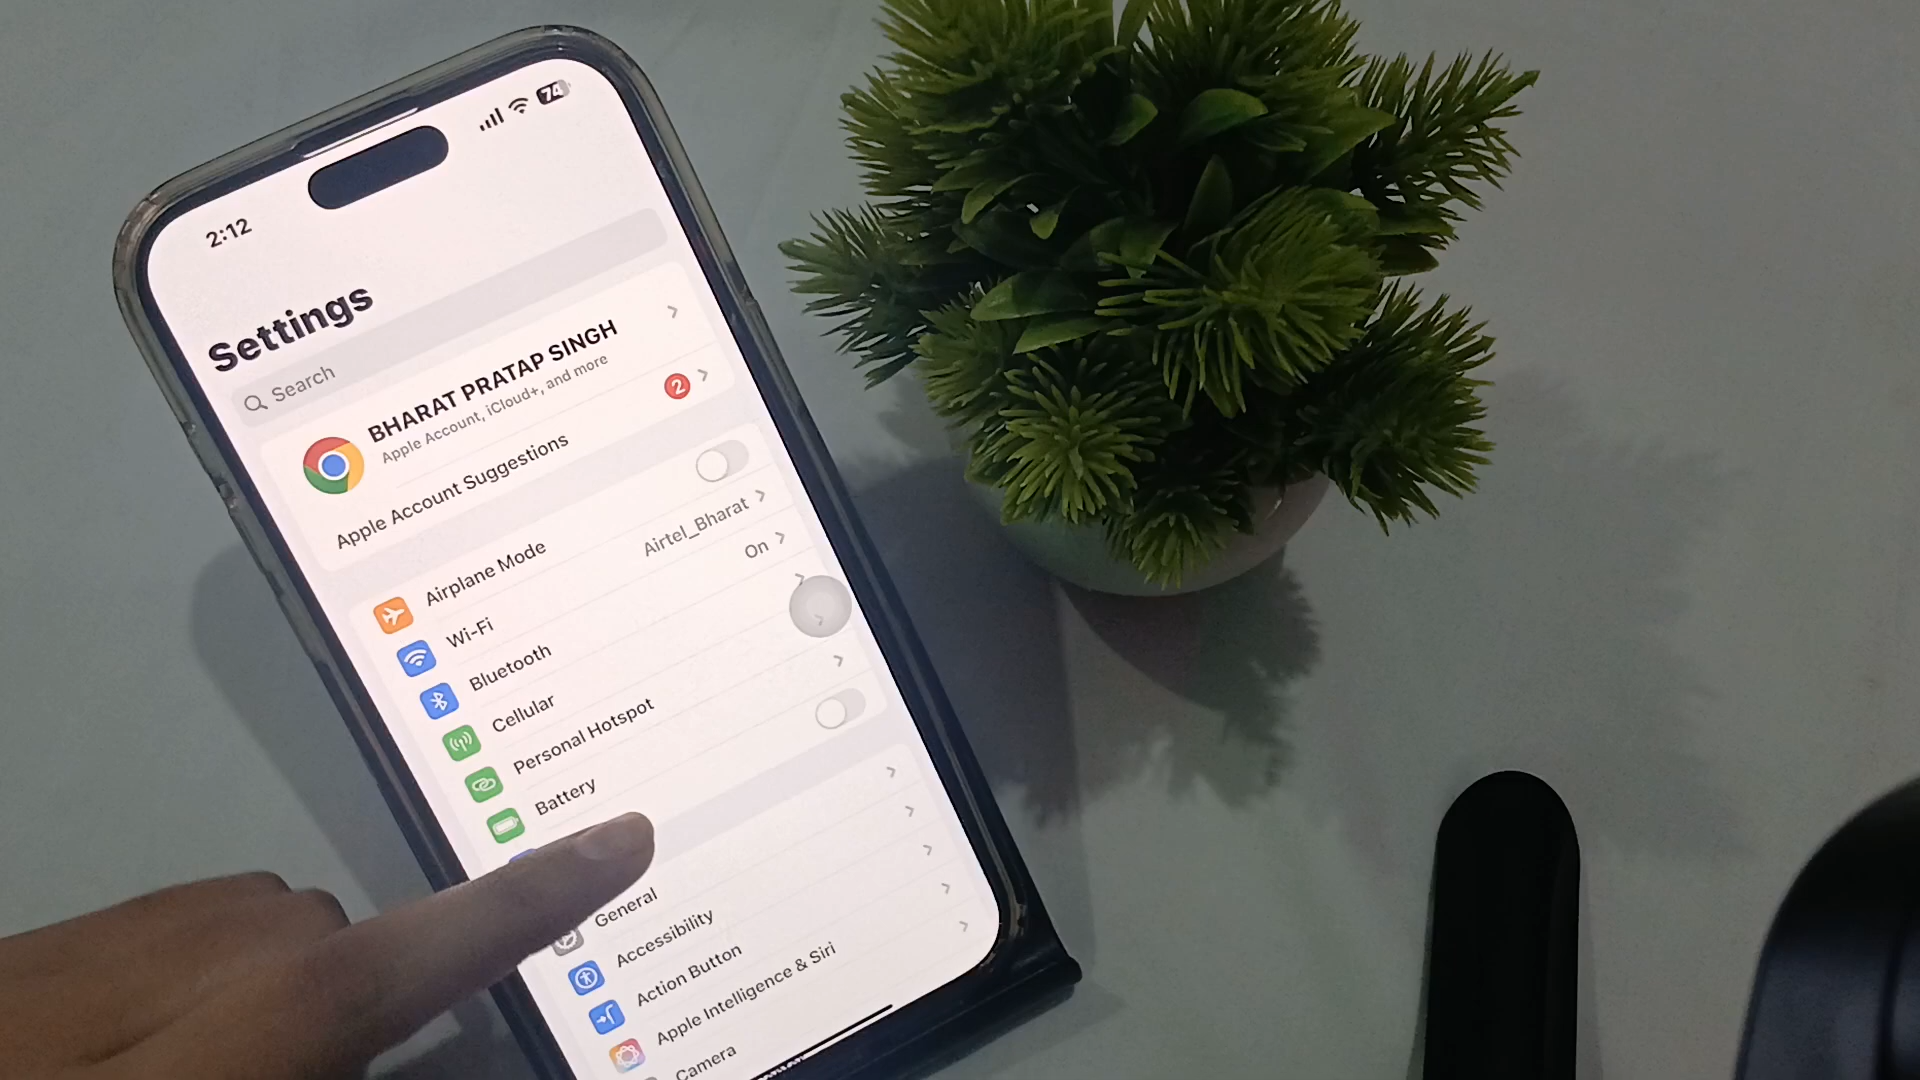 2:12
74
Settings
Search
BHARAT PRATAP SINGH
Apple Account, iCloud+, and more
Apple Account Suggestions
2
Airplane Mode
Wi-Fi
Airtel_Bharat
Bluetooth
On
Cellular
Personal Hotspot
Battery
General
Accessibility
Action Button
Apple Intelligence & Siri
Camera